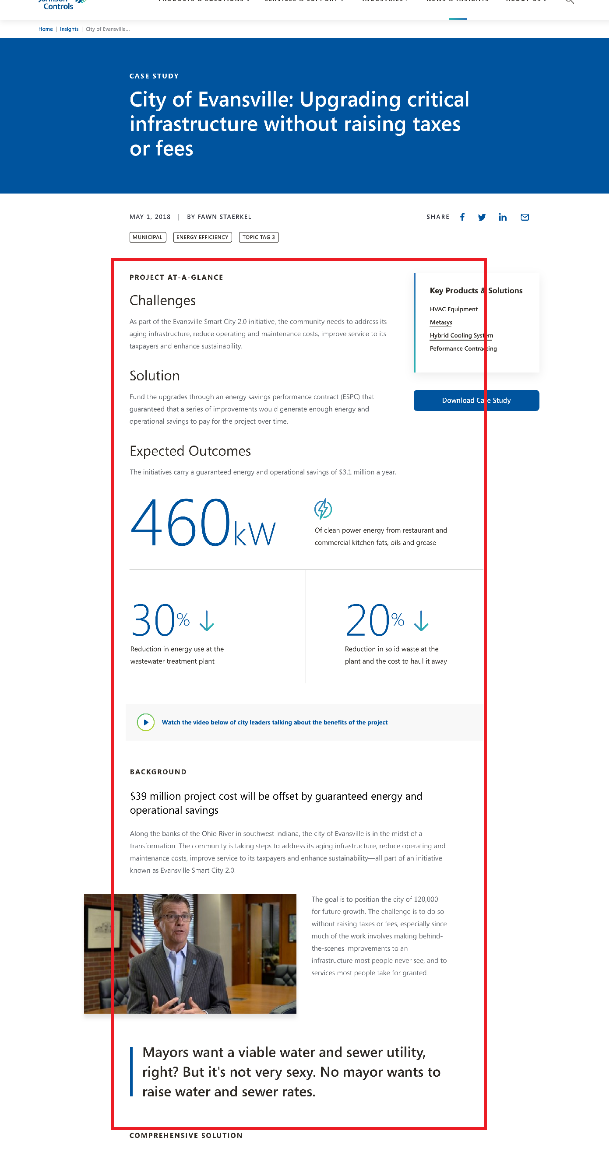 Controls
Home | Insights | City of Evansville...
CASE STUDY
City of Evansville: Upgrading critical
infrastructure without raising taxes
or fees
MAY 1, 2018 | BY FAWN STAERKEL
SHARE
MUNICIPAL
ENERGY EFFICIENCY
TOPIC TAG 3
PROJECT AT-A-GLANCE
Challenges
As part of the Evansville Smart City 2.0 initiative, the community needs to address its
aging infrastructure, reduce operating and maintenance costs, improve service to its
taxpayers and enhance sustainability.
Solution
Fund the upgrades through an energy savings performance contract (ESPC) that
guaranteed that a series of improvements would generate enough energy and
operational savings to pay for the project over time.
Expected Outcomes
The initiatives carry a guaranteed energy and operational savings of $3.1 million a year.
Key Products & Solutions
HVAC Equipment
Metasys
Hybrid Cooling System
Peformance Contracting
Download Case Study
460kW
Of clean power energy from restaurant and
commercial kitchen fats, oils and grease
30%
Reduction in energy use at the
wastewater treatment plant
20%
Reduction in solid waste at the
plant and the cost to haul it away
Watch the video below of city leaders talking about the benefits of the project
BACKGROUND
$39 million project cost will be offset by guaranteed energy and
operational savings
Along the banks of the Ohio River in southwest Indiana, the city of Evansville is in the midst of a
transformation. The community is taking steps to address its aging infrastructure, reduce operating and
maintenance costs, improve service to its taxpayers and enhance sustainability—all part of an initiative
known as Evansville Smart City 2.0.
The goal is to position the city of 120,000
for future growth. The challenge is to do so
without raising taxes or fees, especially since
much of the work involves making behind-
the-scenes improvements to an
infrastructure most people never see, and to
services most people take for granted.
Mayors want a viable water and sewer utility,
right? But it's not very sexy. No mayor wants to
raise water and sewer rates.
COMPREHENSIVE SOLUTION